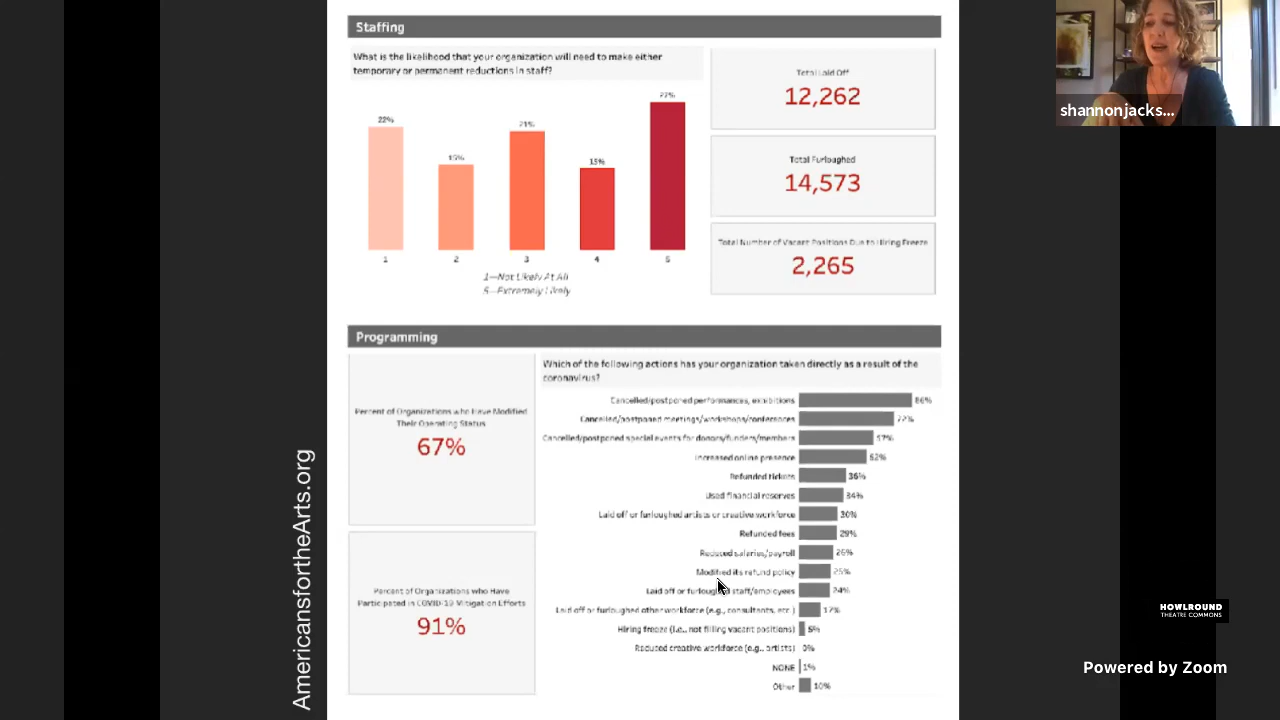 Staffing
What is the likelihood that your organization will need to make either
temporary or permanent reductions in staff?
22%
15%
21%
15%
27%
1
2
3
4
5
1—Not Likely At All
5—Extremely Likely
Total Laid Off
12,262
Total Furloughed
14,573
Total Number of Vacant Positions Due to Hiring Freeze
2,265
shannonjacks...
Programming
Percent of Organizations who Have Modified
Their Operating Status
67%
Percent of Organizations who Have
Participated in COVID-19 Mitigation Efforts
91%
Which of the following actions has your organization taken directly as a result of the
coronavirus?
Cancelled/postponed performances, exhibitions 86%
Cancelled/postponed meetings/workshops/conferences 72%
Cancelled/postponed special events for donors/funders/members 57%
Increased online presence 52%
Refunded tickets 36%
Used financial reserves 34%
Laid off or furloughed artists or creative workforce 30%
Refunded fees 29%
Reduced salaries/payroll 26%
Modified its refund policy 25%
Laid off or furloughed staff/employees 24%
Laid off or furloughed other workforce (e.g., consultants, etc.) 17%
Hiring freeze (i.e., not filling vacant positions) 5%
Reduced creative workforce (e.g., artists) 0%
NONE 1%
Other 10%
AmericansfortheArts.org
HOWLROUND
THEATRE COMMONS
Powered by Zoom